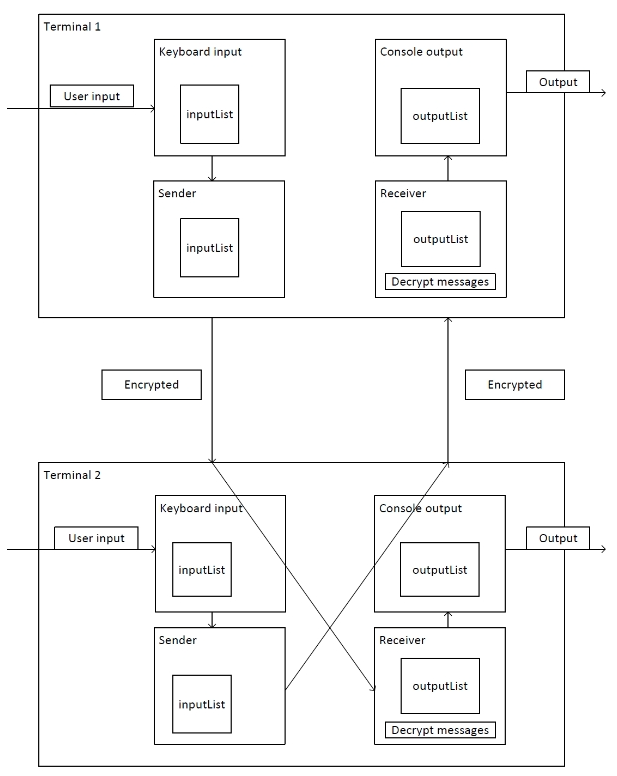 Terminal 1
Keyboard input
Console output
User input
Output
inputList
outputList
Sender
Receiver
inputList
outputList
Decrypt messages
Encrypted
Encrypted
Terminal 2
Keyboard input
Console output
User input
Output
inputList
outputList
Sender
Receiver
inputList
outputList
Decrypt messages